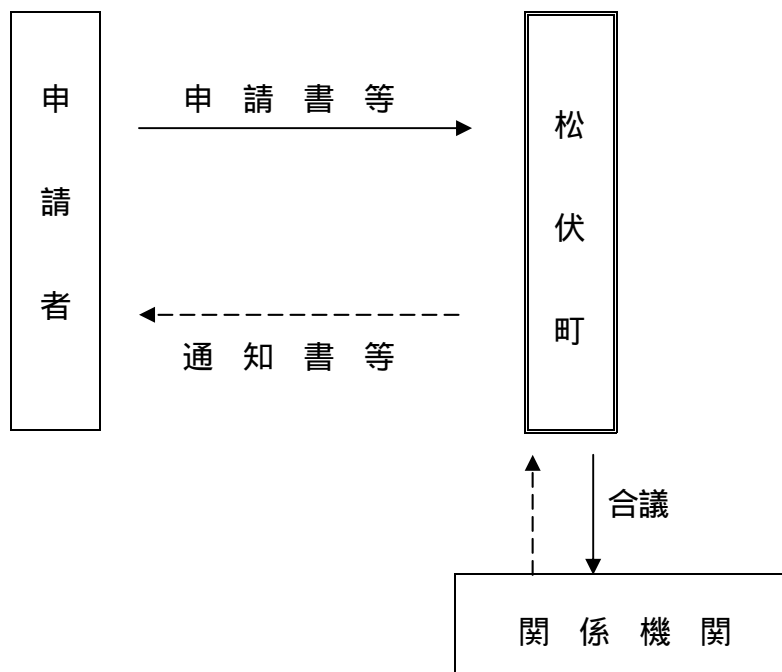 申請者
申請書等
松伏町
通知書等
合議
関係機関